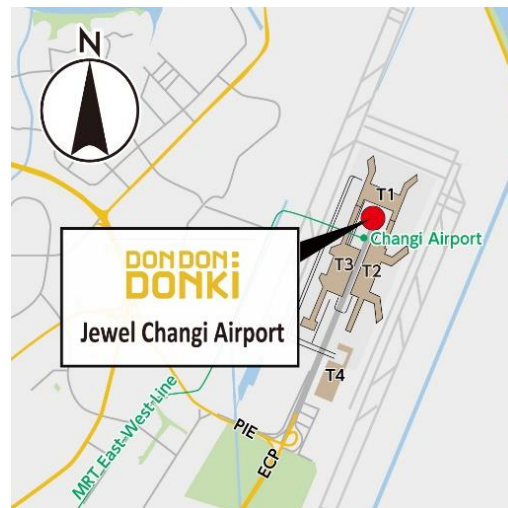 N
T1
Changi Airport
T3
T2
DON DON:
DONKI
Jewel Changi Airport
T4
MRT East-West Line
PIE
ECP